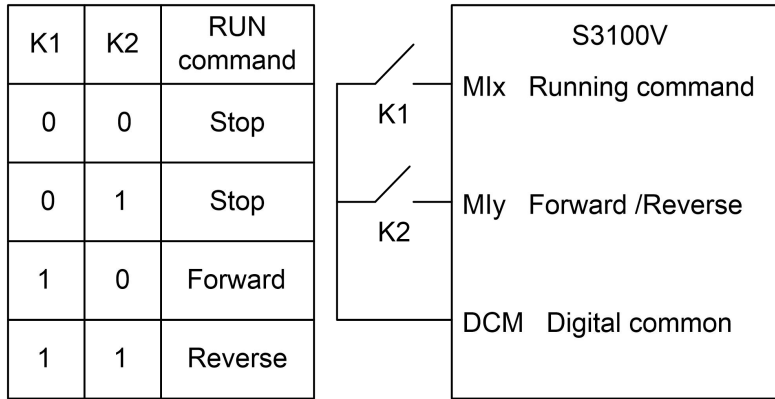 K1 K2 RUN command
0 0 Stop
0 1 Stop
1 0 Forward
1 1 Reverse
K1
K2
S3100V
MIx Running command
MIy Forward /Reverse
DCM Digital common